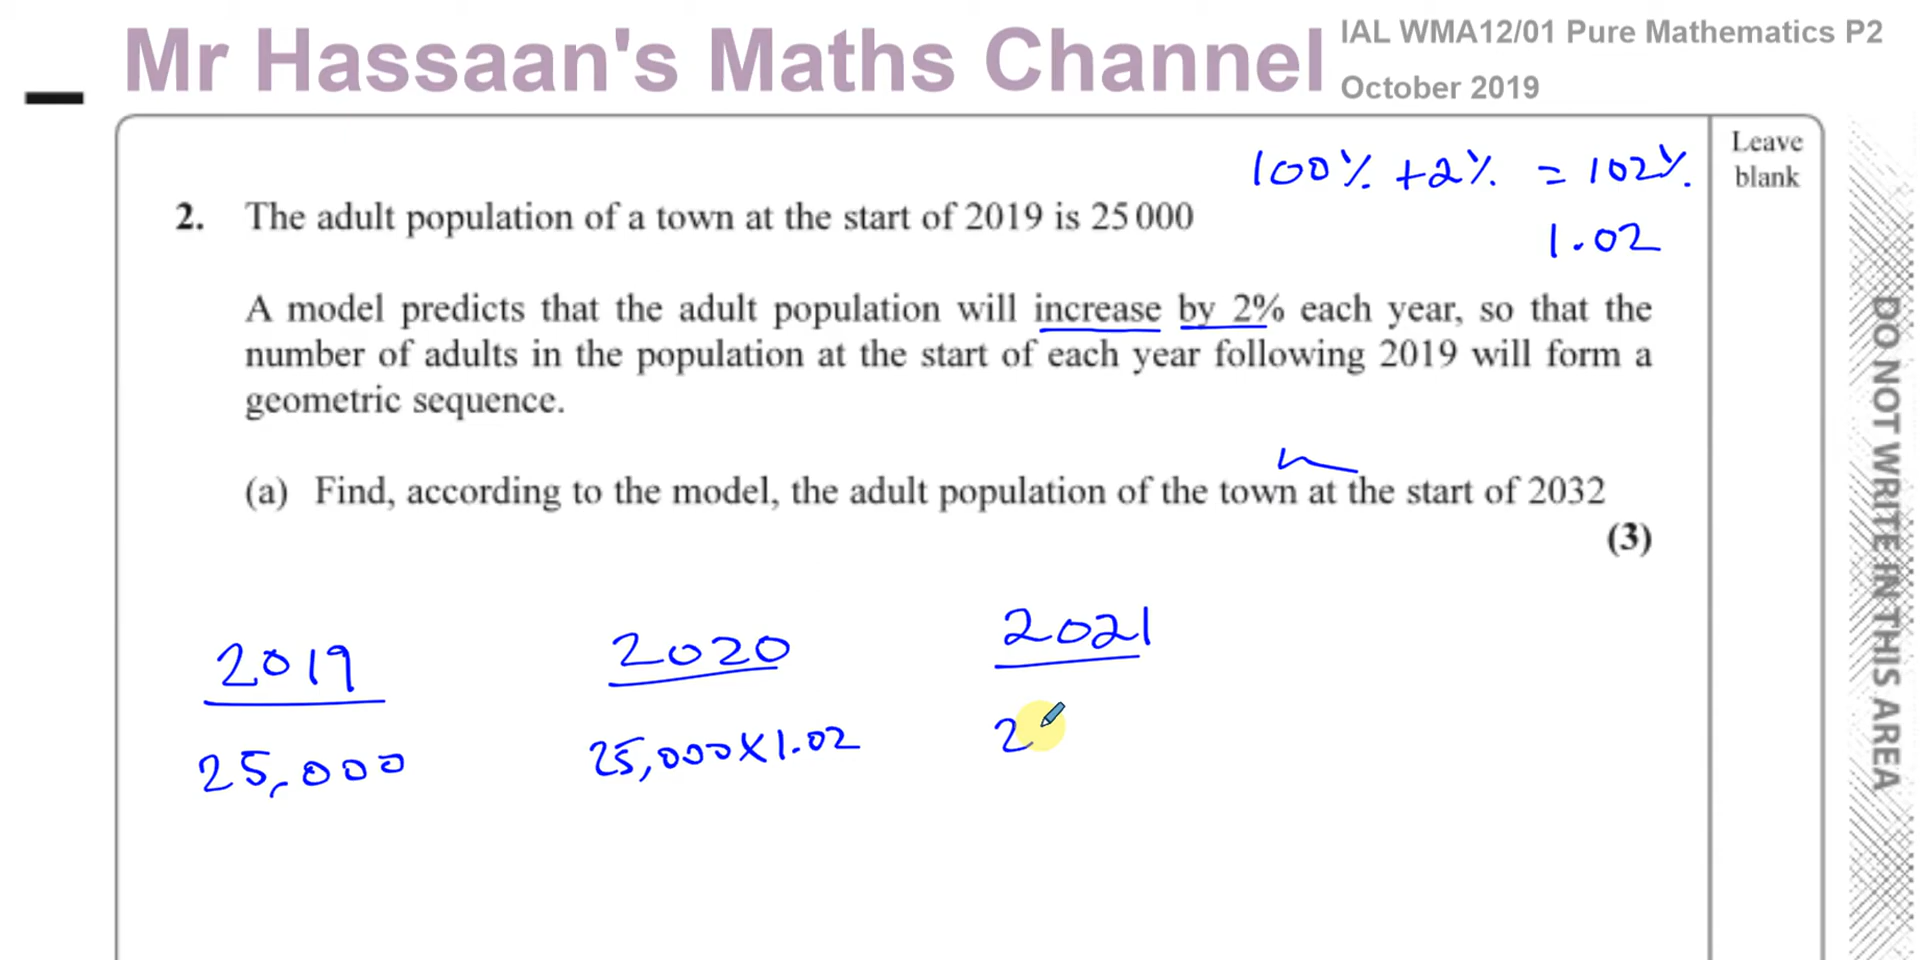 Mr Hassaan's Maths Channel
IAL WMA12/01 Pure Mathematics P2
October 2019
Leave
blank
100% + 2% = 102%
1.02
2. The adult population of a town at the start of 2019 is 25 000
A model predicts that the adult population will increase by 2% each year, so that the
number of adults in the population at the start of each year following 2019 will form a
geometric sequence.
(a) Find, according to the model, the adult population of the town at the start of 2032
(3)
2019 2020 2021
25,000 25,000 × 1.02 2
DO NOT WRITE IN THIS AREA